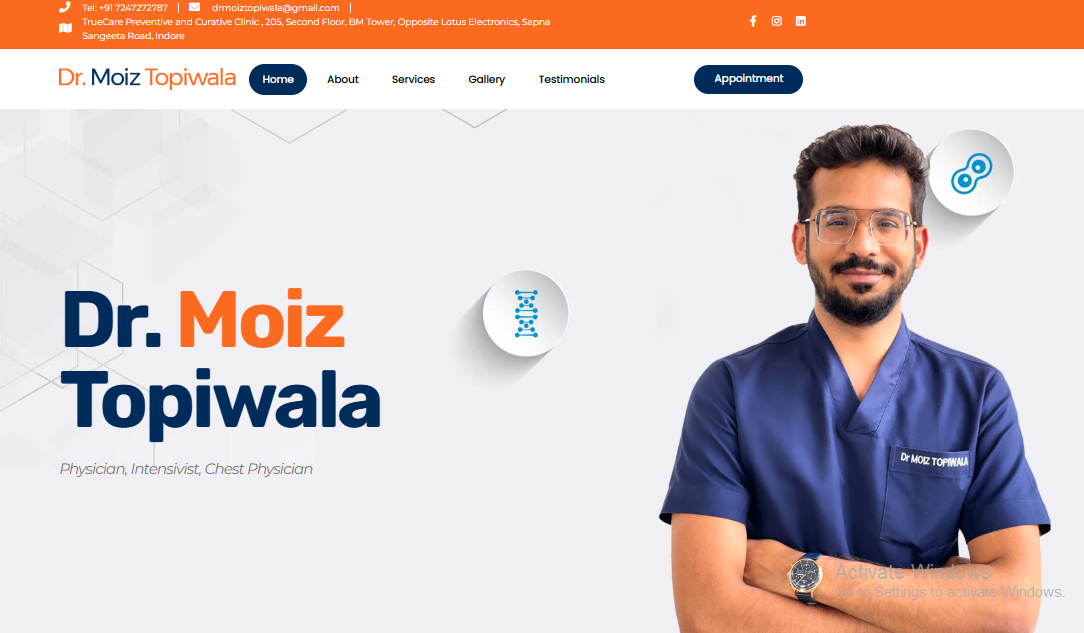 Tel: +91 7247272787 | drmoiztopiwala@gmail.com |
TrueCare Preventive and Curative Clinic , 205, Second Floor, BM Tower, Opposite Lotus Electronics, Sapna
Sangeeta Road, Indore
Dr. Moiz Topiwala
Home About Services Gallery Testimonials Appointment
Dr. Moiz
Topiwala
Physician, Intensivist, Chest Physician
Dr MOIZ TOPIWALA
Activate Windows
Go to Settings to activate Windows.